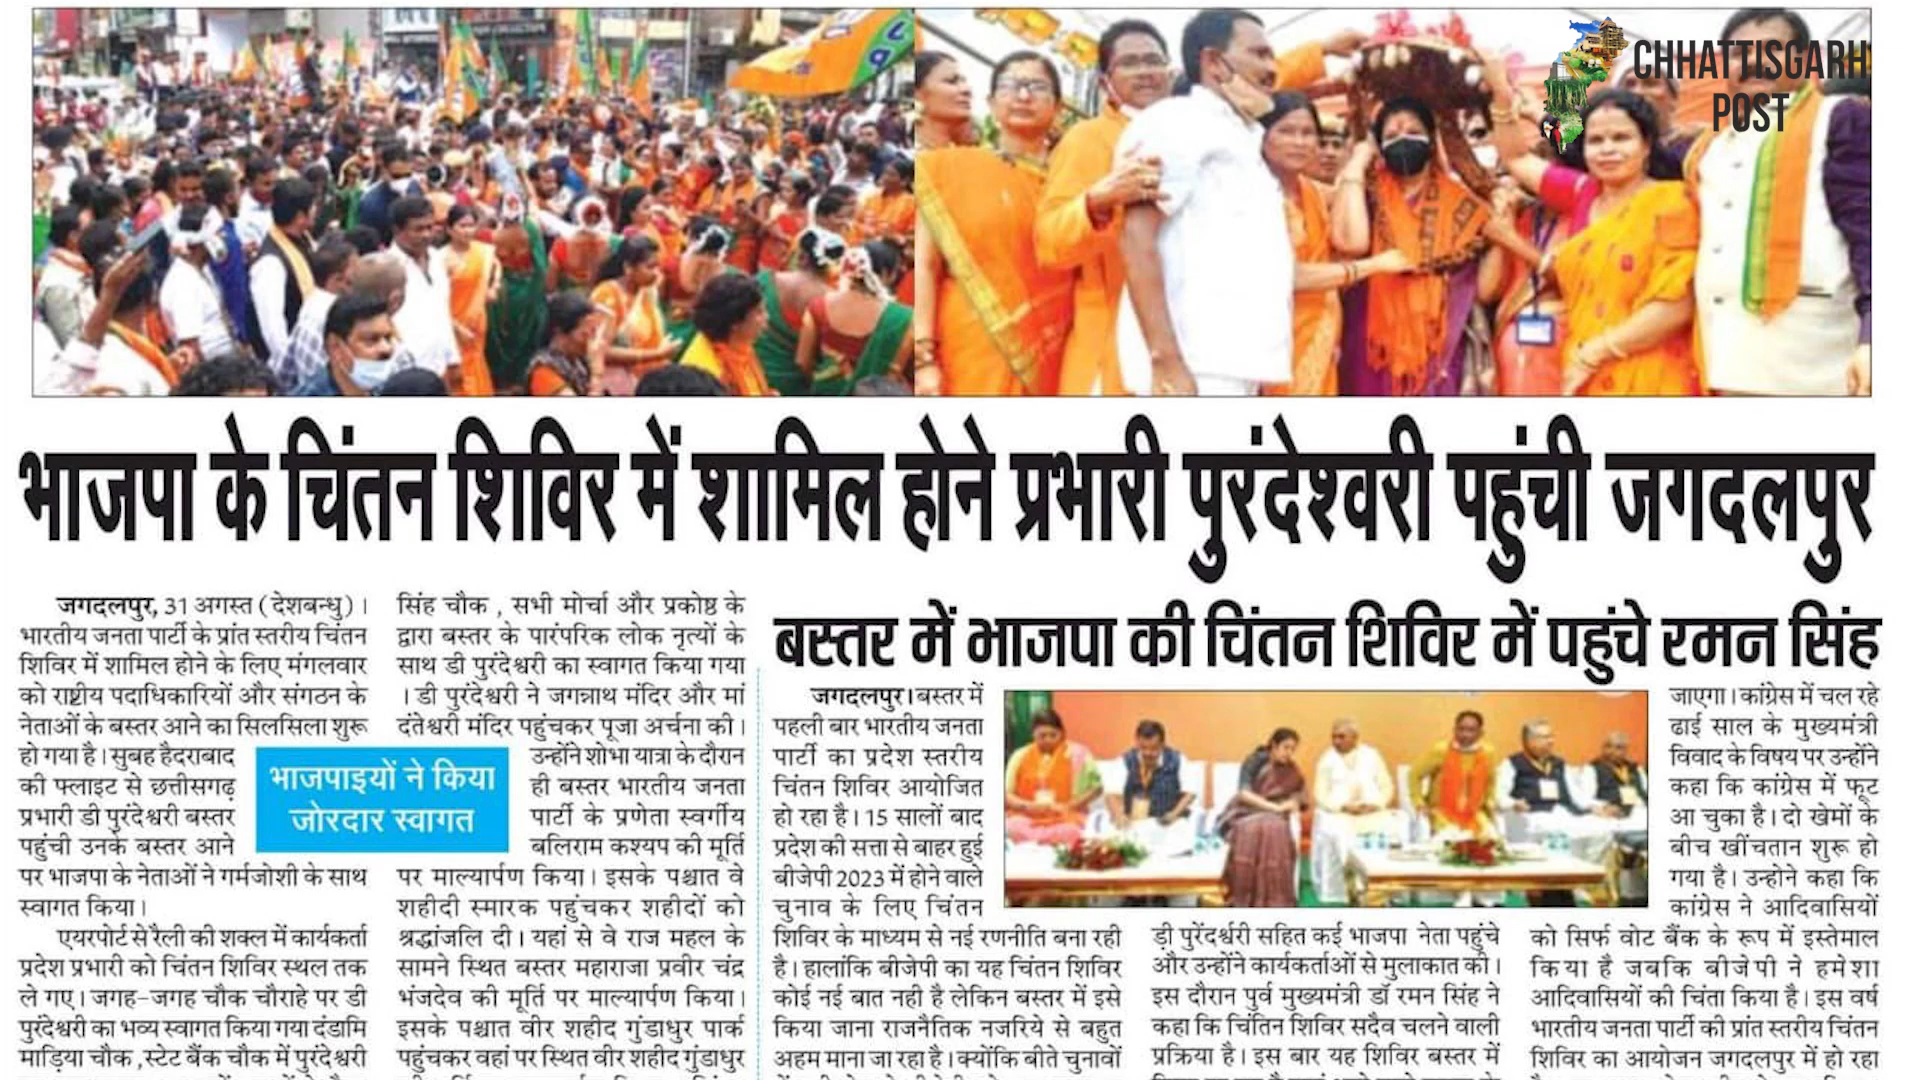 CHHATTISGARH
POST
भाजपा के चिंतन शिविर में शामिल होने प्रभारी पुरंदेश्वरी पहुंची जगदलपुर
जगदलपुर, 31 अगस्त (देशबन्धु)।
भारतीय जनता पार्टी के प्रांत स्तरीय चिंतन
शिविर में शामिल होने के लिए मंगलवार
को राष्ट्रीय पदाधिकारियों और संगठन के
नेताओं के बस्तर आने का सिलसिला शुरू
हो गया है। सुबह हैदराबाद
की फ्लाइट से छत्तीसगढ़
प्रभारी डी पुरंदेश्वरी बस्तर
पहुंची उनके बस्तर आने
पर भाजपा के नेताओं ने गर्मजोशी के साथ
स्वागत किया।
एयरपोर्ट से रैली की शक्ल में कार्यकर्ता
प्रदेश प्रभारी को चिंतन शिविर स्थल तक
ले गए। जगह-जगह चौक चौराहे पर डी
पुरंदेश्वरी का भव्य स्वागत किया गया दंडामि
माड़िया चौक ,स्टेट बैंक चौक में पुरंदेश्वरी
भाजपाइयों ने किया
जोरदार स्वागत
सिंह चौक , सभी मोर्चा और प्रकोष्ठ के
द्वारा बस्तर के पारंपरिक लोक नृत्यों के
साथ डी पुरंदेश्वरी का स्वागत किया गया
। डी पुरंदेश्वरी ने जगन्नाथ मंदिर और मां
दंतेश्वरी मंदिर पहुंचकर पूजा अर्चना की।
उन्होंने शोभा यात्रा के दौरान
ही बस्तर भारतीय जनता
पार्टी के प्रणेता स्वर्गीय
बलिराम कश्यप की मूर्ति
पर माल्यार्पण किया। इसके पश्चात वे
शहीदी स्मारक पहुंचकर शहीदों को
श्रद्धांजलि दी। यहां से वे राज महल के
सामने स्थित बस्तर महाराजा प्रवीर चंद्र
भंजदेव की मूर्ति पर माल्यार्पण किया।
इसके पश्चात वीर शहीद गुंडाधुर पार्क
पहुंचकर वहां पर स्थित वीर शहीद गुंडाधुर
बस्तर में भाजपा की चिंतन शिविर में पहुंचे रमन सिंह
जगदलपुर। बस्तर में
पहली बार भारतीय जनता
पार्टी का प्रदेश स्तरीय
चिंतन शिविर आयोजित
हो रहा है। 15 सालों बाद
प्रदेश की सत्ता से बाहर हुई
बीजेपी 2023 में होने वाले
चुनाव के लिए चिंतन
शिविर के माध्यम से नई रणनीति बना रही
है। हालांकि बीजेपी का यह चिंतन शिविर
कोई नई बात नही है लेकिन बस्तर में इसे
किया जाना राजनैतिक नजरिये से बहुत
अहम माना जा रहा है। क्योंकि बीते चुनावों
डी पुरेंदर्श्वरी सहित कई भाजपा नेता पहुंचे
और उन्होंने कार्यकर्ताओं से मुलाकात की।
इस दौरान पुर्व मुख्यमंत्री डॉ रमन सिंह ने
कहा कि चिंतिन शिविर सदैव चलने वाली
प्रक्रिया है। इस बार यह शिविर बस्तर में
जाएगा। कांग्रेस में चल रहे
ढाई साल के मुख्यमंत्री
विवाद के विषय पर उन्होंने
कहा कि कांग्रेस में फूट
आ चुका है। दो खेमों के
बीच खींचतान शुरू हो
गया है। उन्होने कहा कि
कांग्रेस ने आदिवासियों
को सिर्फ वोट बैंक के रूप में इस्तेमाल
किया है जबकि बीजेपी ने हमेशा
आदिवासियों की चिंता किया है। इस वर्ष
भारतीय जनता पार्टी की प्रांत स्तरीय चिंतन
शिविर का आयोजन जगदलपुर में हो रहा